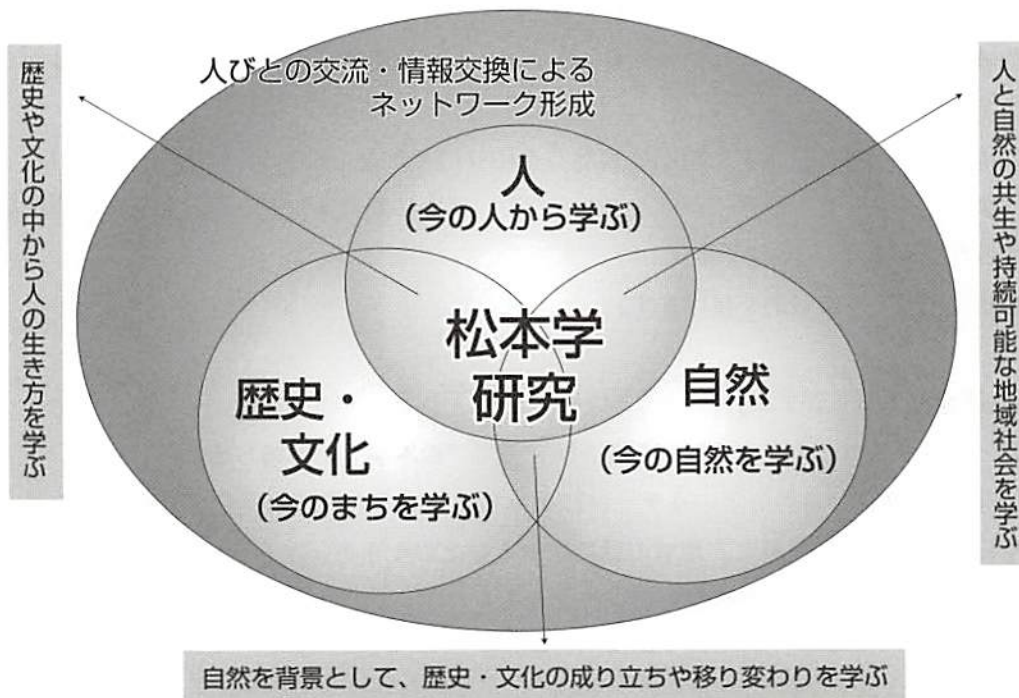 人びとの交流・情報交換による
ネットワーク形成
人
(今の人から学ぶ)
松本学
研究
歴史・
文化
(今のまちを学ぶ)
自然
(今の自然を学ぶ)
歴史や文化の中から人の生き方を学ぶ
人と自然の共生や持続可能な地域社会を学ぶ
自然を背景として、歴史・文化の成り立ちや移り変わりを学ぶ